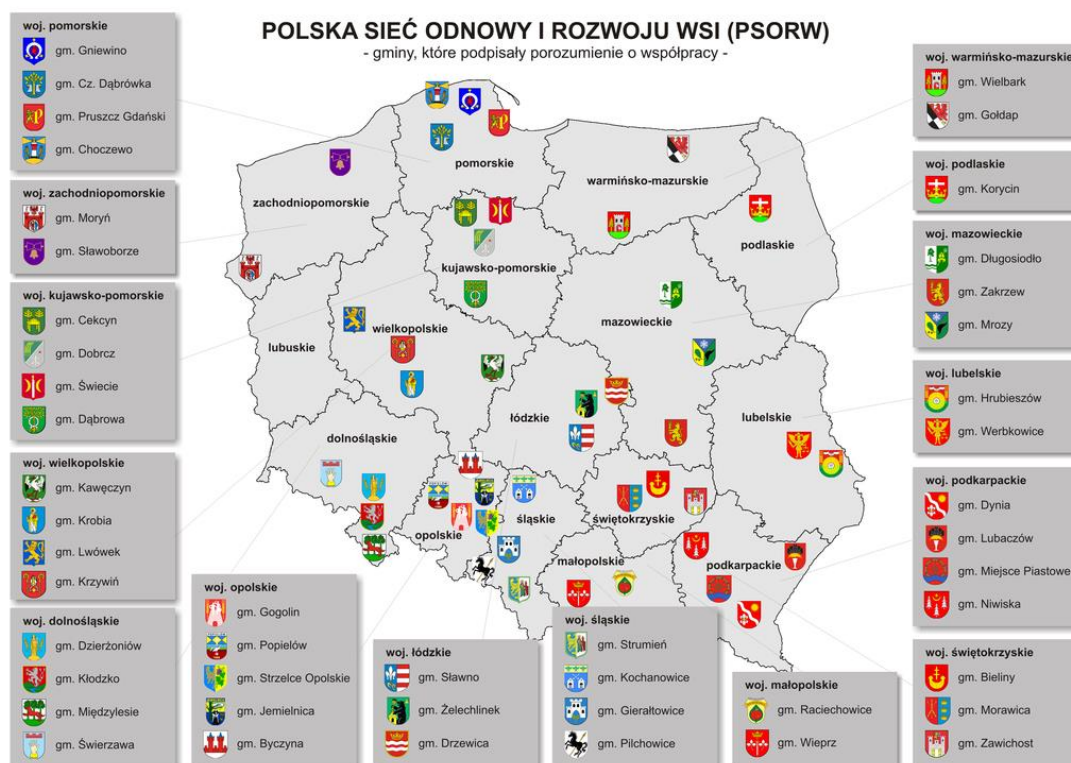 POLSKA SIEĆ ODNOWY I ROZWOJU WSI (PSORW)
- gminy, które podpisały porozumienie o współpracy -
woj. pomorskie
gm. Gniewino
gm. Cz. Dąbrówka
gm. Pruszcz Gdański
gm. Choczewo
woj. zachodniopomorskie
gm. Moryń
gm. Sławoborze
woj. kujawsko-pomorskie
gm. Cekcyn
gm. Dobrcz
gm. Świecie
gm. Dąbrowa
woj. wielkopolskie
gm. Kawęczyn
gm. Krobia
gm. Lwówek
gm. Krzywiń
woj. dolnośląskie
gm. Dzierżoniów
gm. Kłodzko
gm. Międzylesie
gm. Świerzawa
woj. opolskie
gm. Gogolin
gm. Popielów
gm. Strzelce Opolskie
gm. Jemielnica
gm. Byczyna
woj. łódzkie
gm. Sławno
gm. Żelechlinek
gm. Drzewica
woj. śląskie
gm. Strumień
gm. Kochanowice
gm. Gierałtowice
gm. Pilchowice
woj. małopolskie
gm. Raciechowice
gm. Wieprz
woj. warmińsko-mazurskie
gm. Wielbark
gm. Gołdap
woj. podlaskie
gm. Korycin
woj. mazowieckie
gm. Długosiodło
gm. Zakrzew
gm. Mrozy
woj. lubelskie
gm. Hrubieszów
gm. Werbkowice
woj. podkarpackie
gm. Dynia
gm. Lubaczów
gm. Miejsce Piastowe
gm. Niwiska
woj. świętokrzyskie
gm. Bieliny
gm. Morawica
gm. Zawichost
pomorskie
warmińsko-mazurskie
zachodniopomorskie
podlaskie
kujawsko-pomorskie
mazowieckie
wielkopolskie
lubuskie
łódzkie
lubelskie
dolnośląskie
śląskie
świętokrzyskie
opolskie
małopolskie
podkarpackie